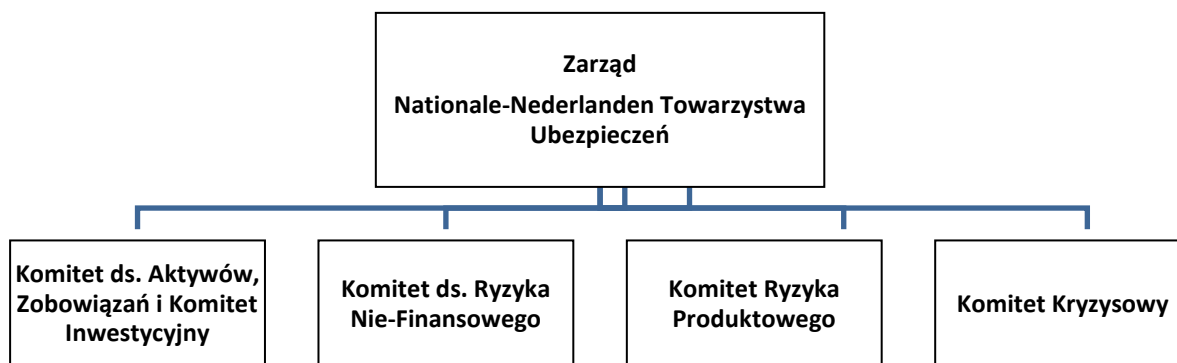 Zarząd
Nationale-Nederlanden Towarzystwa
Ubezpieczeń
Komitet ds. Aktywów,
Zobowiązań i Komitet
Inwestycyjny
Komitet ds. Ryzyka
Nie-Finansowego
Komitet Ryzyka
Produktowego
Komitet Kryzysowy